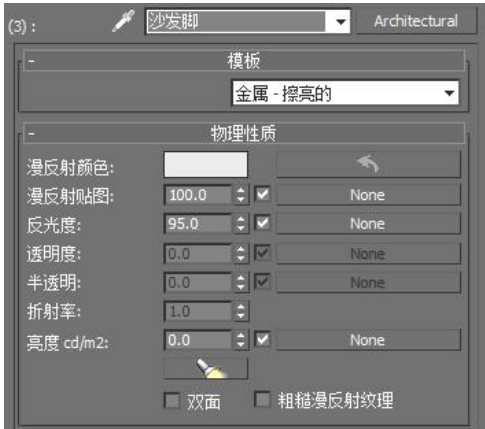 (3): 沙发脚 Architectural
- 模板
金属 - 擦亮的
- 物理性质
漫反射颜色:
漫反射贴图: 100.0 None
反光度: 95.0 None
透明度: 0.0 None
半透明: 0.0 None
折射率: 1.0
亮度 cd/m2: 0.0 None
双面 粗糙漫反射纹理